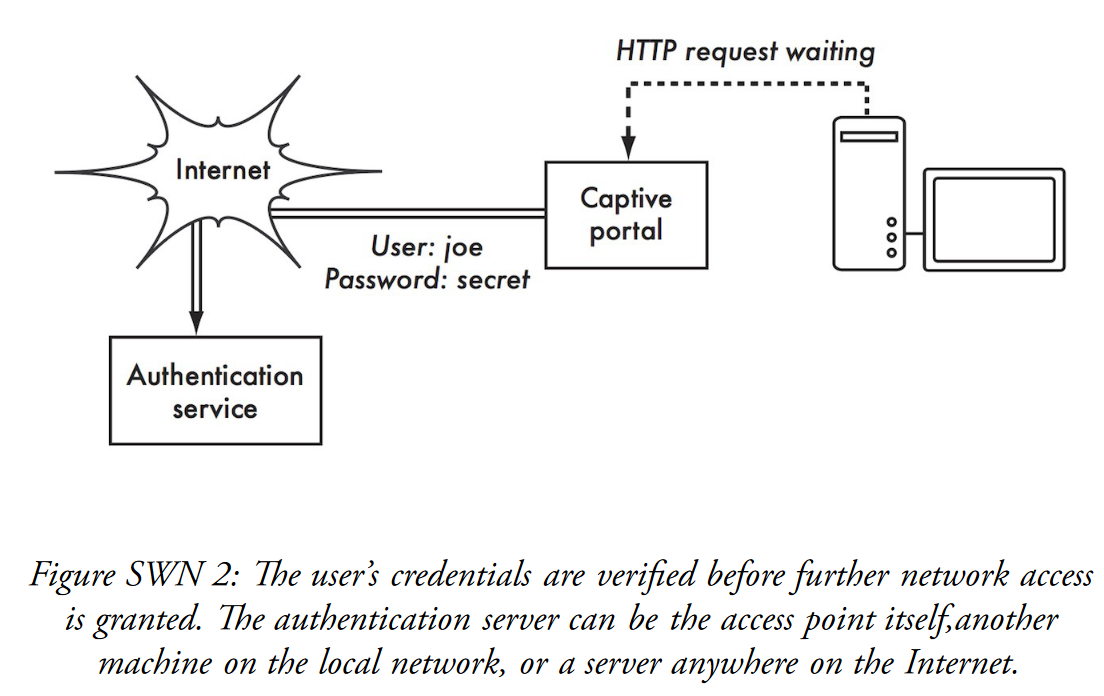 HTTP request waiting
Internet
Captive
portal
User: joe
Password: secret
Authentication
service
Figure SWN 2: The user’s credentials are verified before further network access
is granted. The authentication server can be the access point itself,another
machine on the local network, or a server anywhere on the Internet.